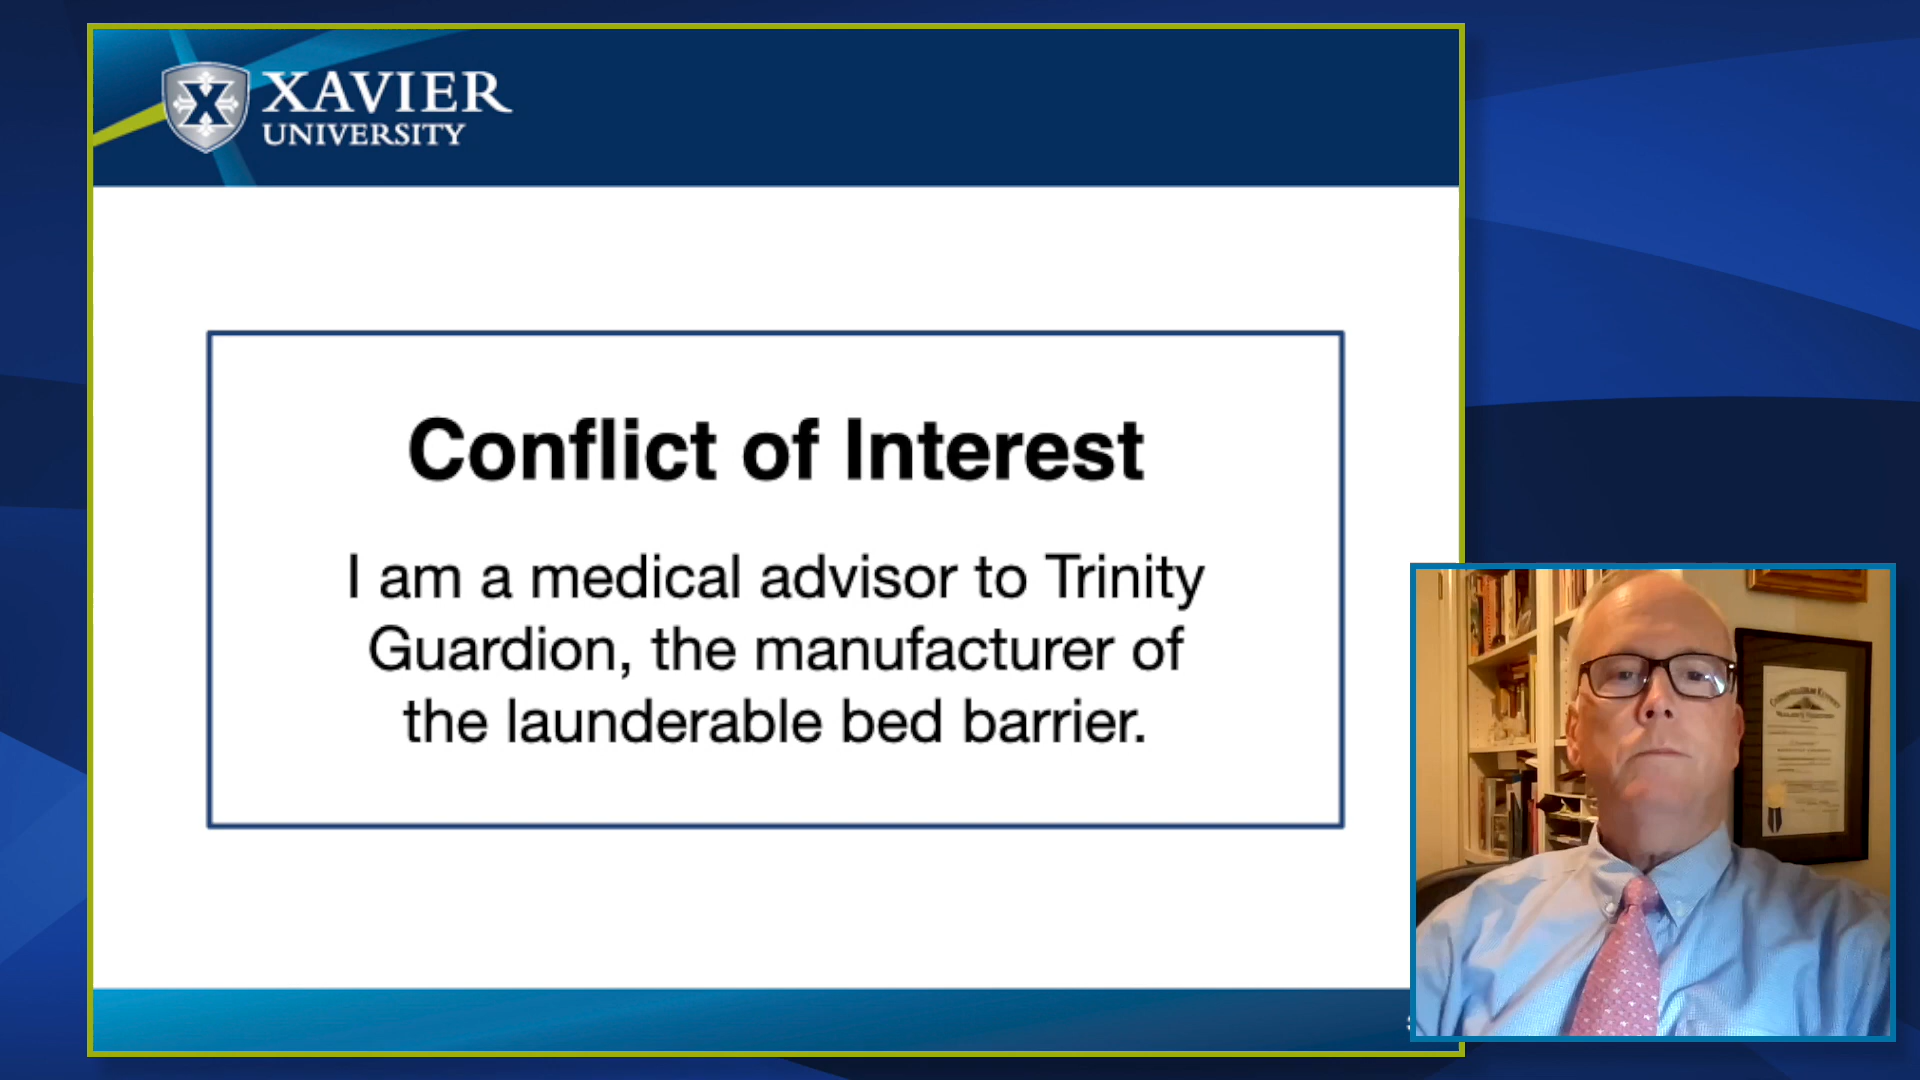 XAVIER
UNIVERSITY
Conflict of Interest
I am a medical advisor to Trinity
Guardion, the manufacturer of
the launderable bed barrier.